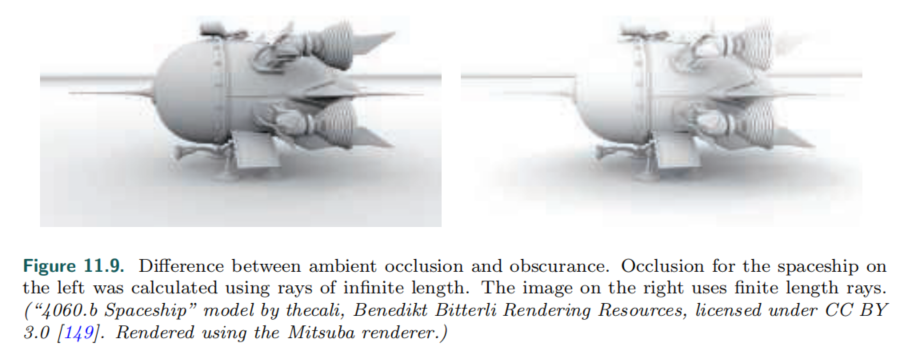 Figure 11.9. Difference between ambient occlusion and obscurance. Occlusion for the spaceship on
the left was calculated using rays of infinite length. The image on the right uses finite length rays.
(“4060.b Spaceship” model by thecali, Benedikt Bitterli Rendering Resources, licensed under CC BY
3.0 [149]. Rendered using the Mitsuba renderer.)